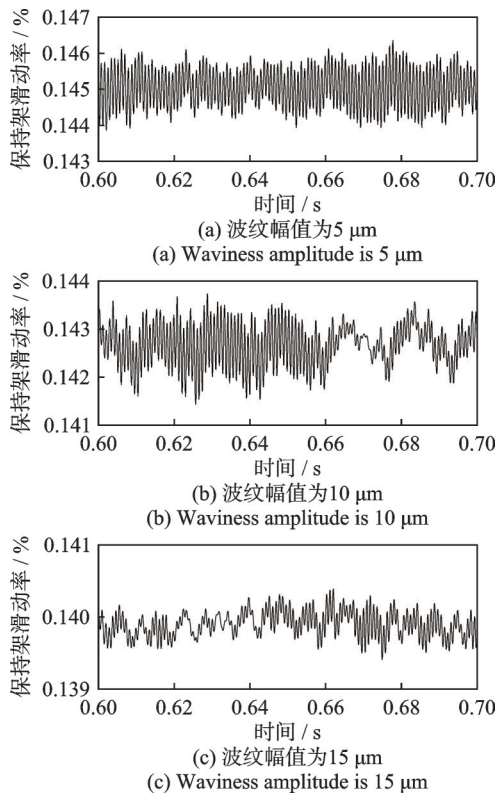 保持架滑动率 / %
0.147
0.146
0.145
0.144
0.143
0.60 0.62 0.64 0.66 0.68 0.70
时间 / s
(a) 波纹幅值为5 μm
(a) Waviness amplitude is 5 μm
保持架滑动率 / %
0.144
0.143
0.142
0.141
0.60 0.62 0.64 0.66 0.68 0.70
时间 / s
(b) 波纹幅值为10 μm
(b) Waviness amplitude is 10 μm
保持架滑动率 / %
0.141
0.140
0.139
0.60 0.62 0.64 0.66 0.68 0.70
时间 / s
(c) 波纹幅值为15 μm
(c) Waviness amplitude is 15 μm